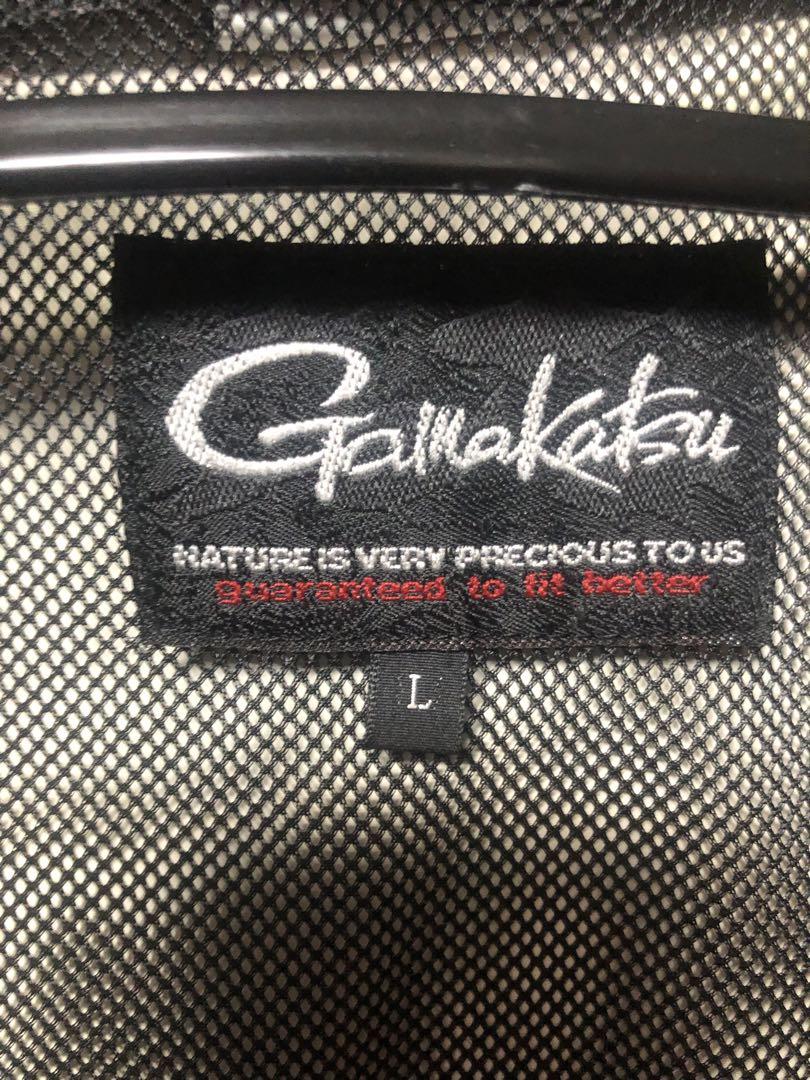 Gamakatsu
NATURE IS VERY PRECIOUS TO US
guaranteed to fit better
L